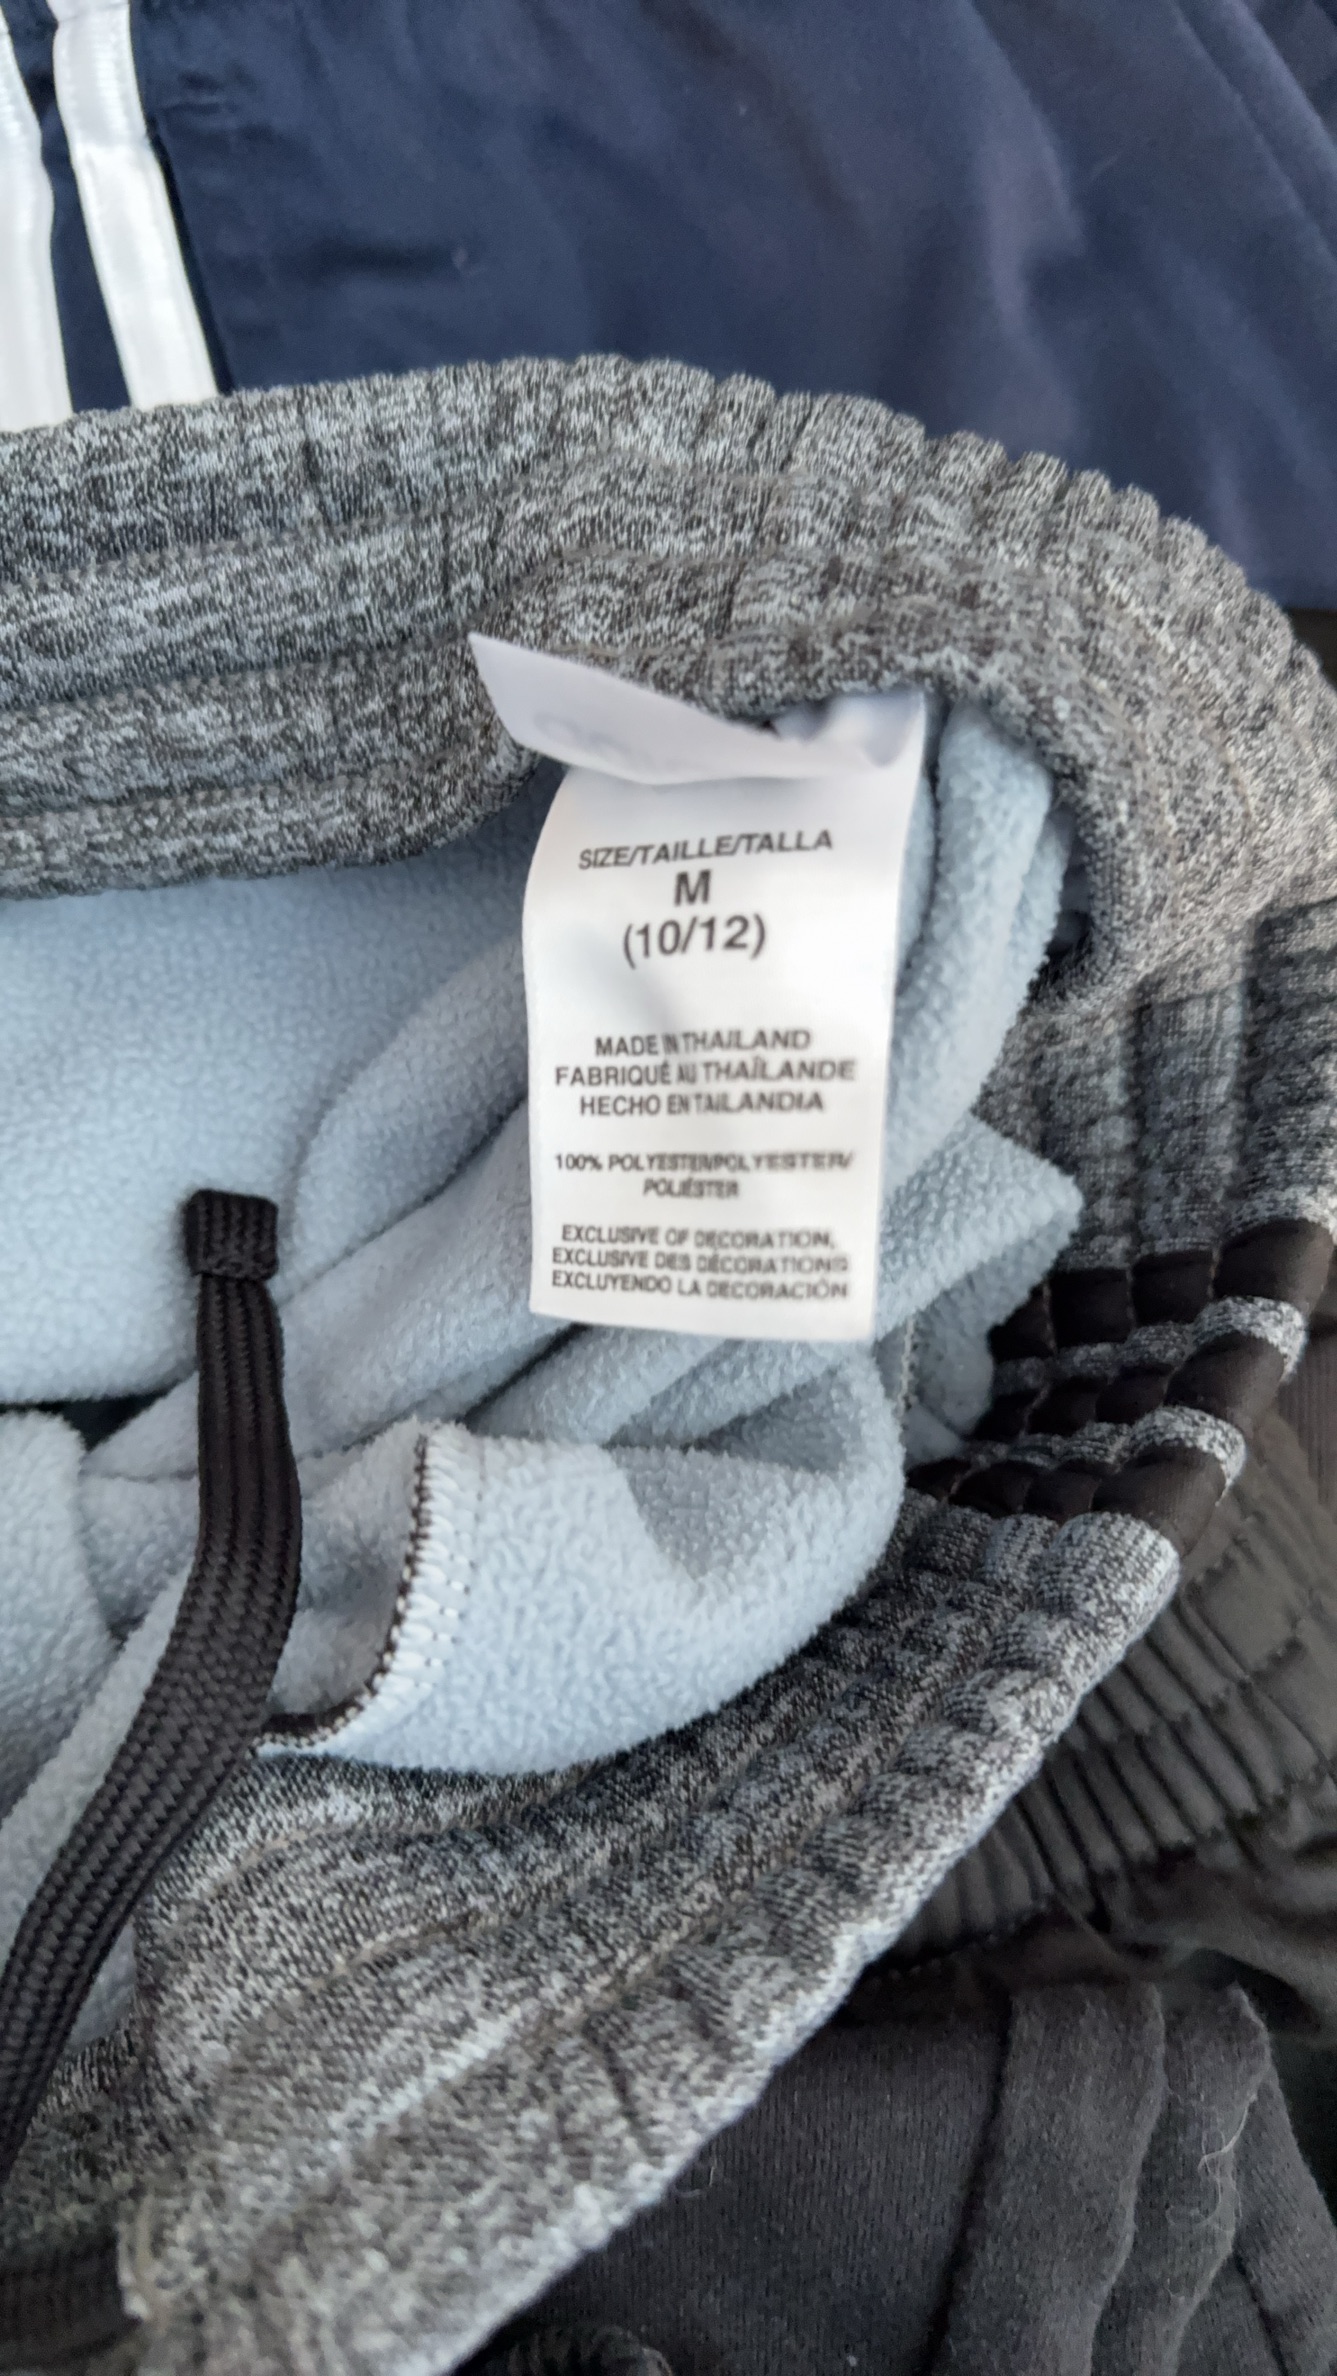 SIZE/TAILLE/TALLA
M
(10/12)
MADE IN THAILAND
FABRIQUÉ AU THAÏLANDE
HECHO EN TAILANDIA
100% POLYESTER/POLYESTER/
POLIÉSTER
EXCLUSIVE OF DECORATION,
EXCLUSIVE DES DÉCORATIONS
EXCLUYENDO LA DECORACIÓN